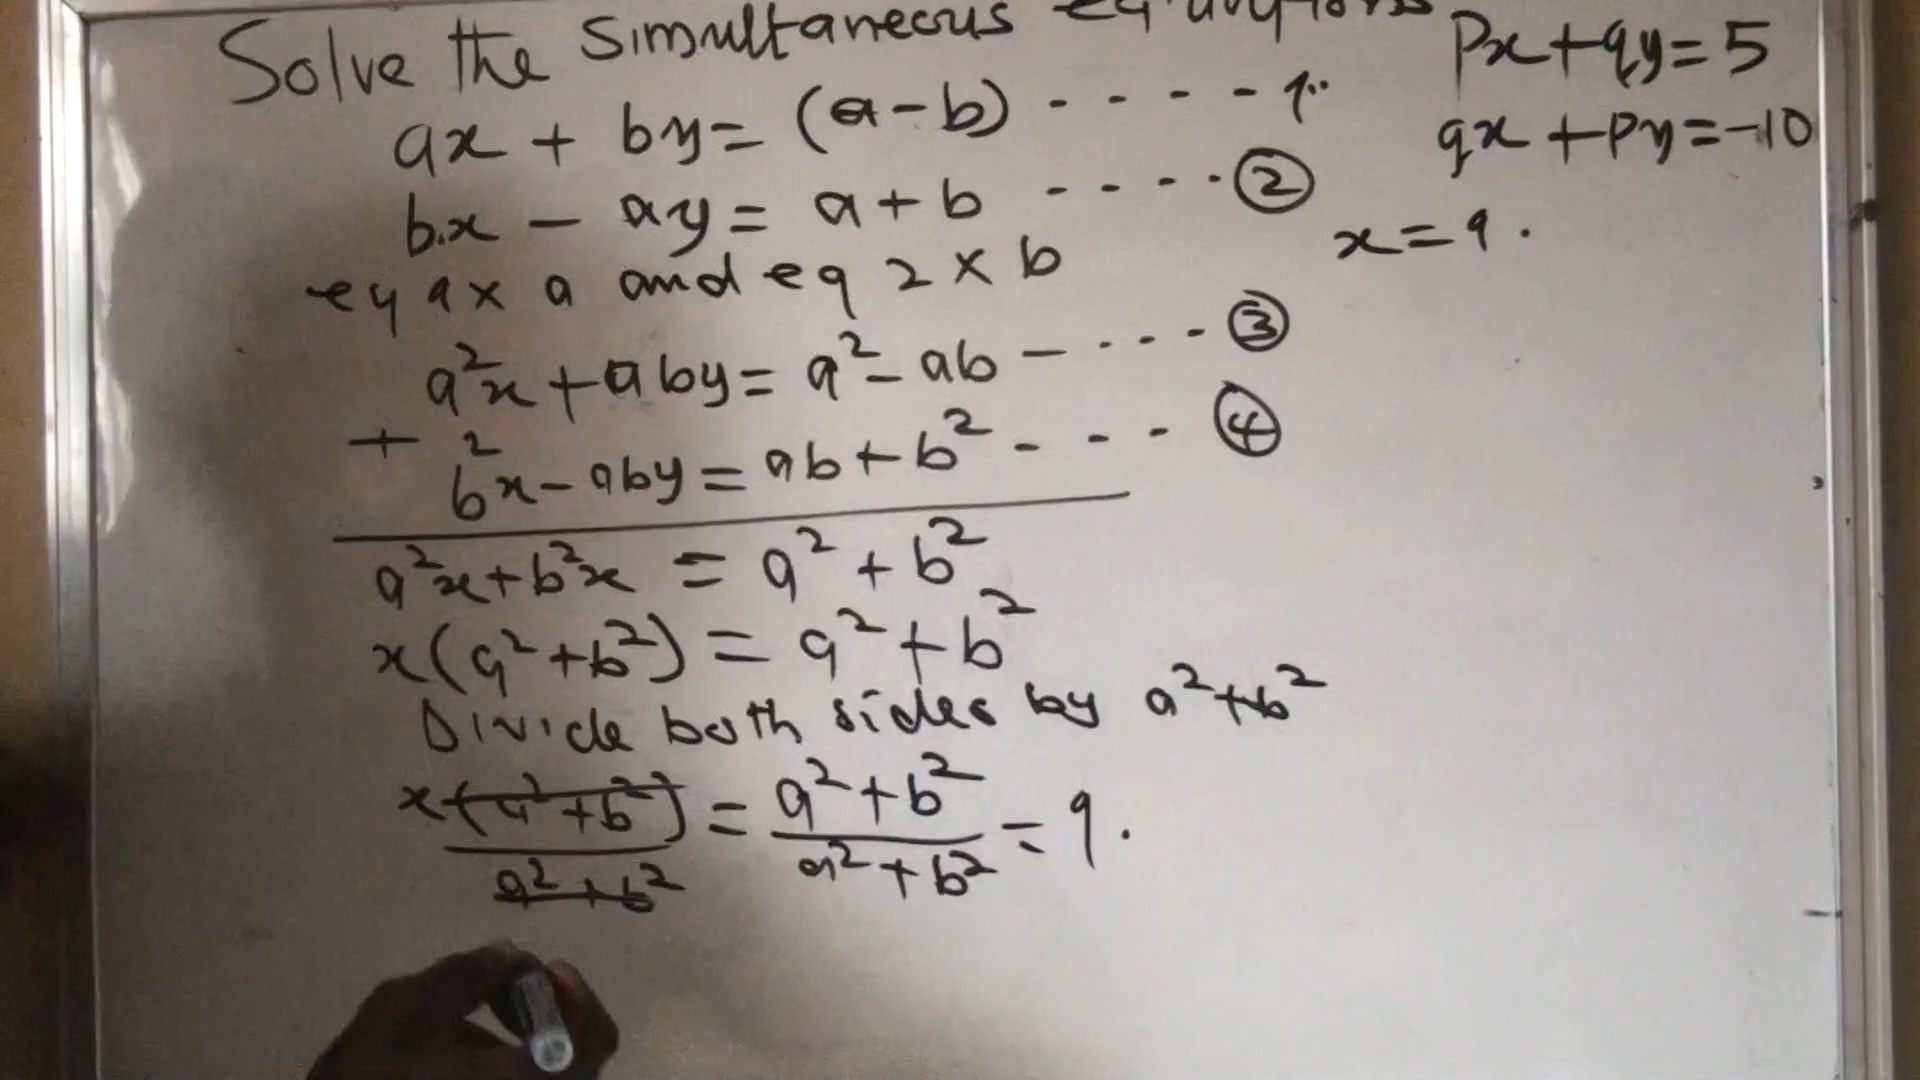 Solve the simultaneous equations
ax + by = (a - b) - - - - - 1..
bx - ay = a + b - - - - - ②
eq 1 x a and eq 2 x b
a²x + aby = a² - ab - - - - - ③
+ b²x - aby = ab + b² - - - - ④
a²x + b²x = a² + b²
x(a² + b²) = a² + b²
Divide both sides by a² + b²
x(a² + b²)/a² + b² = a² + b²/a² + b² = 1.
px + qy = 5
qx + py = -10
x = 1.